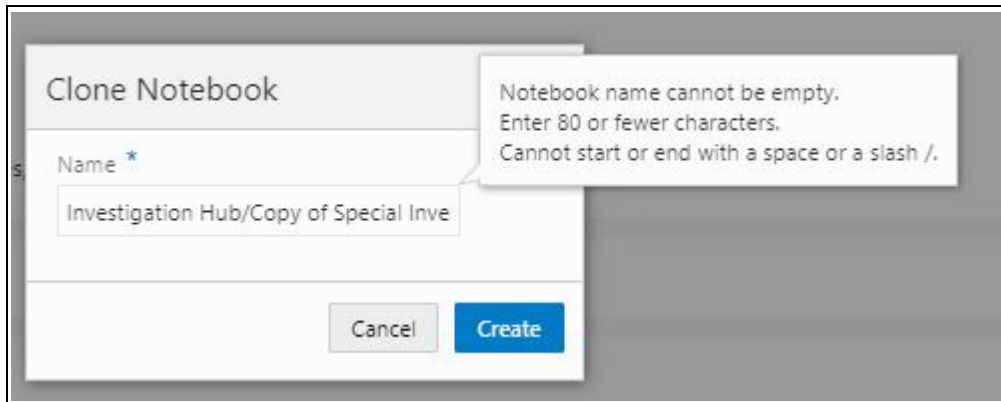 Clone Notebook
Notebook name cannot be empty.
Enter 80 or fewer characters.
Cannot start or end with a space or a slash /.
s,
Name *
Investigation Hub/Copy of Special Inve
Cancel
Create